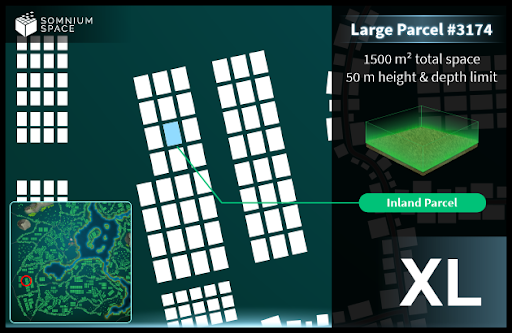 SOMNIUM
SPACE
Large Parcel #3174
1500 m² total space
50 m height & depth limit
Inland Parcel
XL